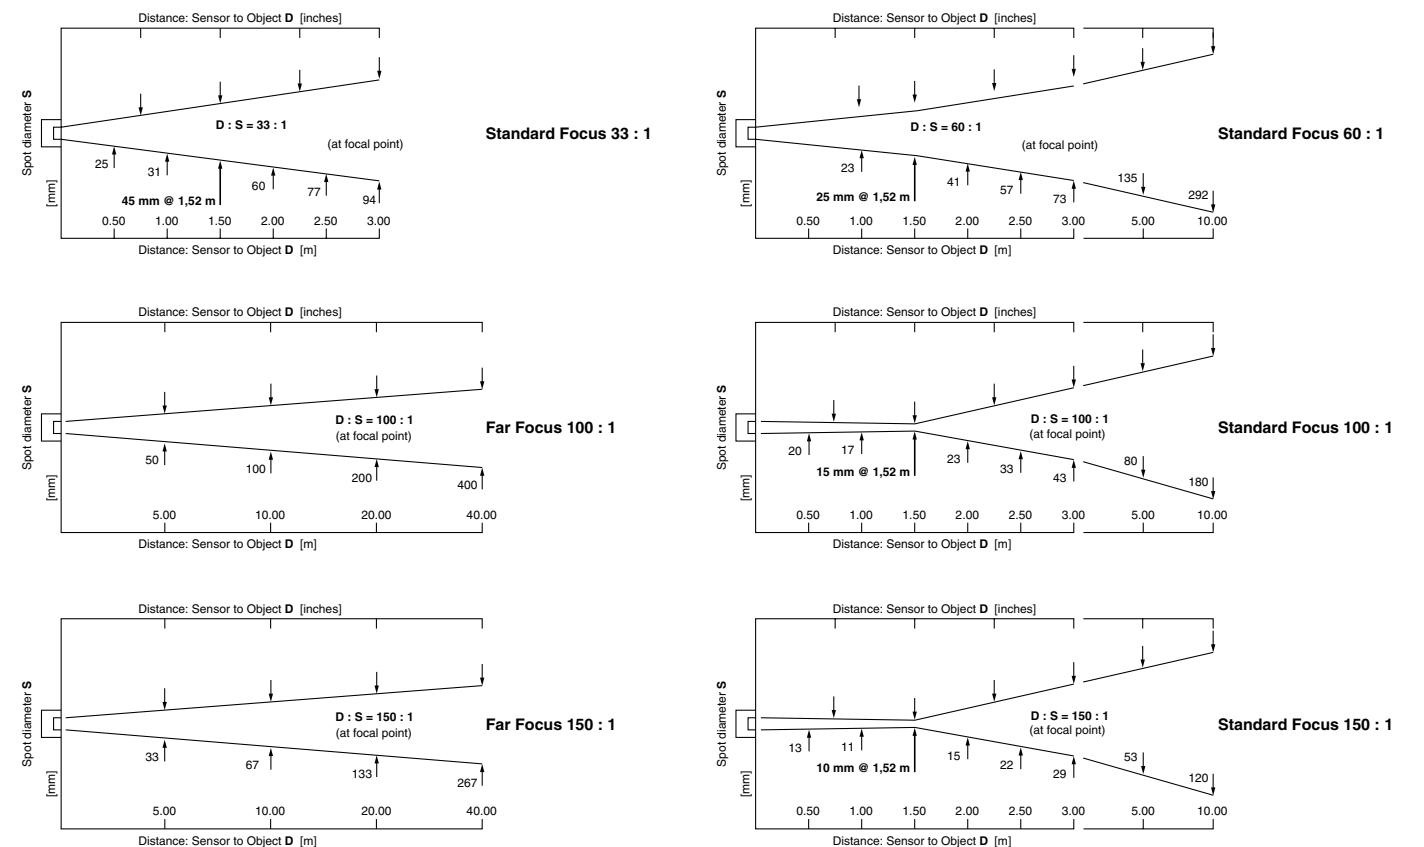 Distance: Sensor to Object D [inches]
Spot diameter S
[mm]
D : S = 33 : 1
(at focal point)
25
31
45 mm @ 1,52 m
60
77
94
0.50 1.00 1.50 2.00 2.50 3.00
Distance: Sensor to Object D [m]
Standard Focus 33 : 1
Distance: Sensor to Object D [inches]
Spot diameter S
[mm]
D : S = 60 : 1
(at focal point)
23
25 mm @ 1,52 m
41
57
73
135
292
0.50 1.00 1.50 2.00 2.50 3.00 5.00 10.00
Distance: Sensor to Object D [m]
Standard Focus 60 : 1
Distance: Sensor to Object D [inches]
Spot diameter S
[mm]
D : S = 100 : 1
(at focal point)
50
100
200
400
5.00 10.00 20.00 40.00
Distance: Sensor to Object D [m]
Far Focus 100 : 1
Distance: Sensor to Object D [inches]
Spot diameter S
[mm]
D : S = 100 : 1
(at focal point)
20
17
15 mm @ 1,52 m
23
33
43
80
180
0.50 1.00 1.50 2.00 2.50 3.00 5.00 10.00
Distance: Sensor to Object D [m]
Standard Focus 100 : 1
Distance: Sensor to Object D [inches]
Spot diameter S
[mm]
D : S = 150 : 1
(at focal point)
33
67
133
267
5.00 10.00 20.00 40.00
Distance: Sensor to Object D [m]
Far Focus 150 : 1
Distance: Sensor to Object D [inches]
Spot diameter S
[mm]
D : S = 150 : 1
(at focal point)
13
11
10 mm @ 1,52 m
15
22
29
53
120
0.50 1.00 1.50 2.00 2.50 3.00 5.00 10.00
Distance: Sensor to Object D [m]
Standard Focus 150 : 1